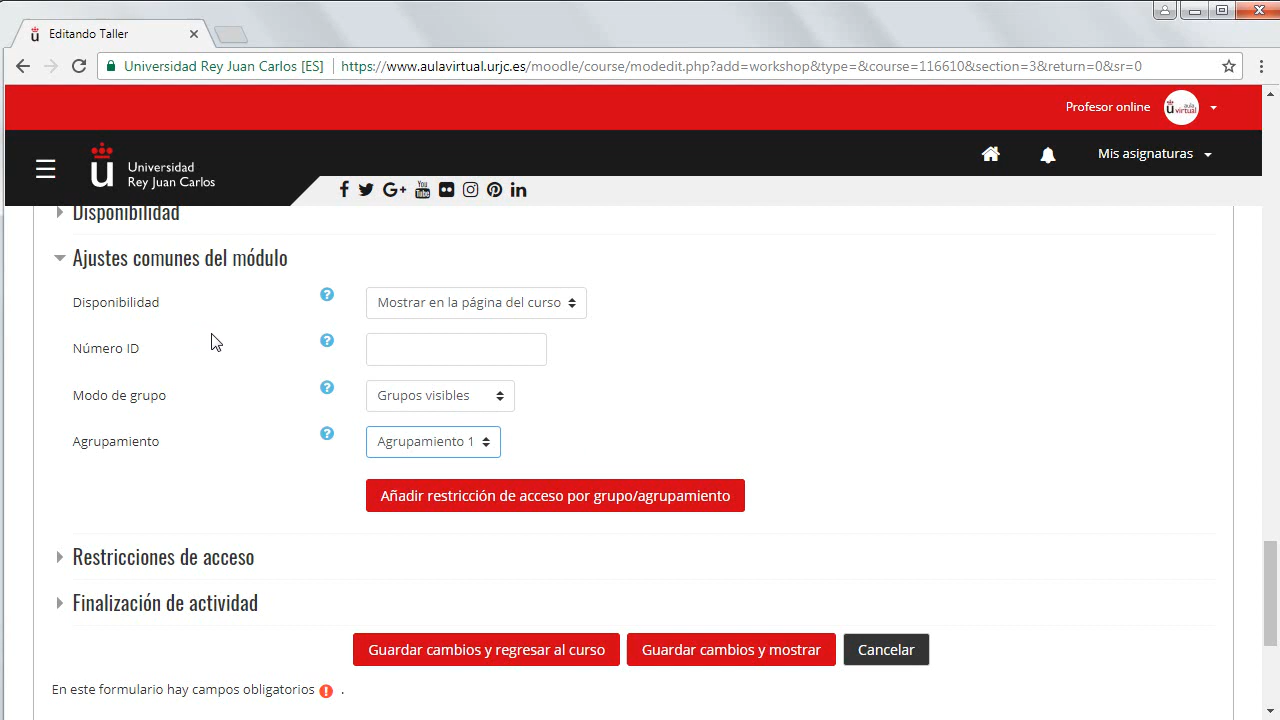 Editando Taller
Universidad Rey Juan Carlos [ES]
https://www.aulavirtual.urjc.es/moodle/course/modedit.php?add=workshop&type=&course=116610&section=3&return=0&sr=0
Profesor online
aula virtual
Universidad
Rey Juan Carlos
Mis asignaturas
Disponibilidad
Ajustes comunes del módulo
Disponibilidad
Mostrar en la página del curso
Número ID
Modo de grupo
Grupos visibles
Agrupamiento
Agrupamiento 1
Añadir restricción de acceso por grupo/agrupamiento
Restricciones de acceso
Finalización de actividad
Guardar cambios y regresar al curso
Guardar cambios y mostrar
Cancelar
En este formulario hay campos obligatorios .